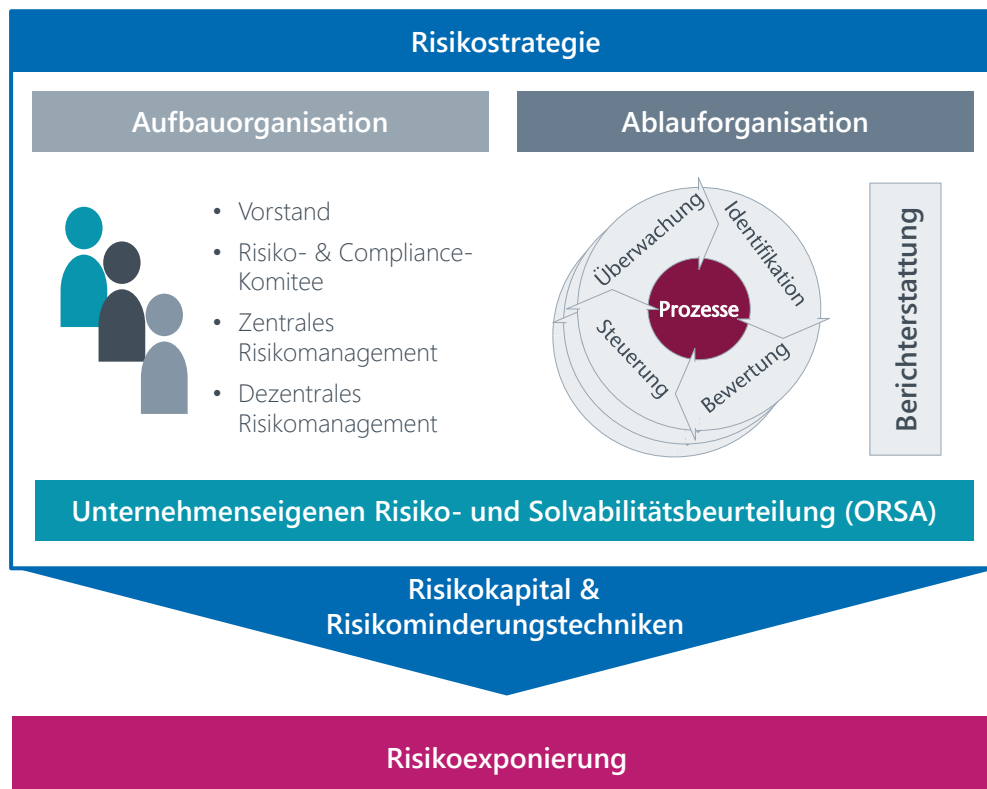 Risikostrategie
Aufbauorganisation
Ablauforganisation
• Vorstand
• Risiko- & Compliance-
Komitee
• Zentrales
Risikomanagement
• Dezentrales
Risikomanagement
Überwachung
Identifikation
Prozesse
Steuerung
Bewertung
Berichterstattung
Unternehmenseigenen Risiko- und Solvabilitätsbeurteilung (ORSA)
Risikokapital &
Risikominderungstechniken
Risikoexponierung